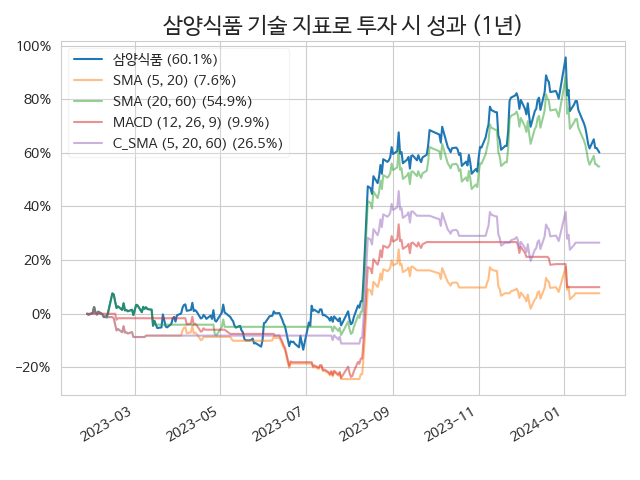 삼양식품 기술 지표로 투자 시 성과 (1년)
100%
80%
60%
40%
20%
0%
−20%
삼양식품 (60.1%)
SMA (5, 20) (7.6%)
SMA (20, 60) (54.9%)
MACD (12, 26, 9) (9.9%)
C_SMA (5, 20, 60) (26.5%)
2023−03
2023−05
2023−07
2023−09
2023−11
2024−01